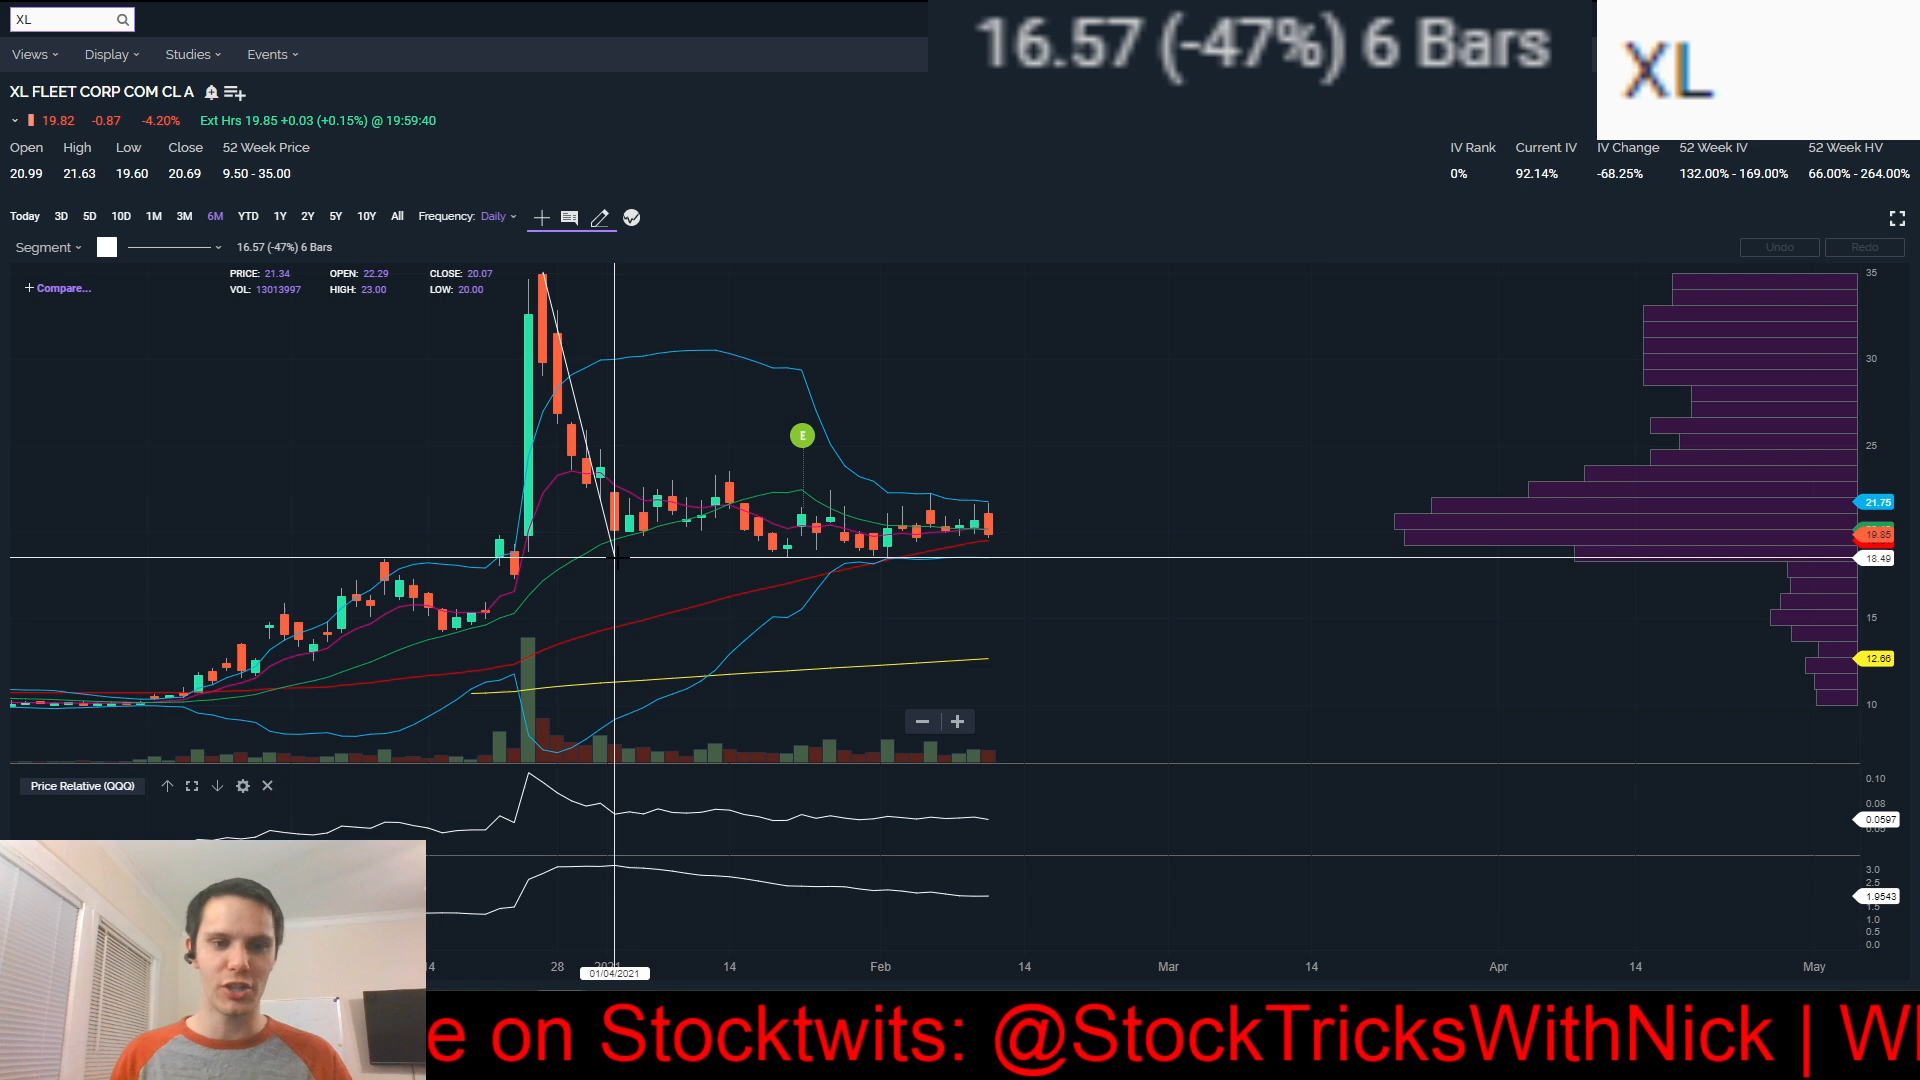 XL
16.57 (-47%) 6 Bars
XL
Views Display Studies Events
XL FLEET CORP COM CL A
19.82 -0.87 -4.20% Ext Hrs 19.85 +0.03 (+0.15%) @ 19:59:40
Open High Low Close 52 Week Price
20.99 21.63 19.60 20.69 9.50 - 35.00
IV Rank Current IV IV Change 52 Week IV 52 Week HV
0% 92.14% -68.25% 132.00% - 169.00% 66.00% - 264.00%
Today 3D 5D 10D 1M 3M 6M YTD 1Y 2Y 5Y 10Y All Frequency: Daily
Segment 16.57 (-47%) 6 Bars
Undo Redo
PRICE: 21.34 OPEN: 22.29 CLOSE: 20.07
VOL: 13013997 HIGH: 23.00 LOW: 20.00
+ Compare...
E
35
30
25
21.75
19.85
18.49
15
12.66
10
Price Relative (QQQ)
0.10
0.08
0.0597
3.0
2.5
1.9543
1.5
1.0
0.5
0.0
28 14 Feb 14 Mar 14 Apr 14 May
01/04/2021
e on Stocktwits: @StockTricksWithNick | W